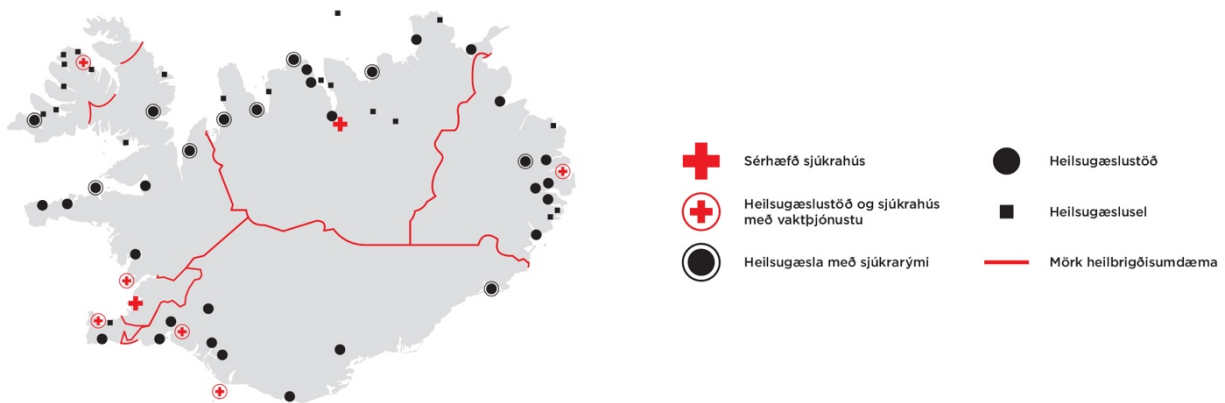 Sérhæfð sjúkrahús
Heilsugæslustöð og sjúkrahús
með vaktþjónustu
Heilsugæsla með sjúkrarými
Heilsugæslustöð
Heilsugæslusel
Mörk heilbrigðisumdæma